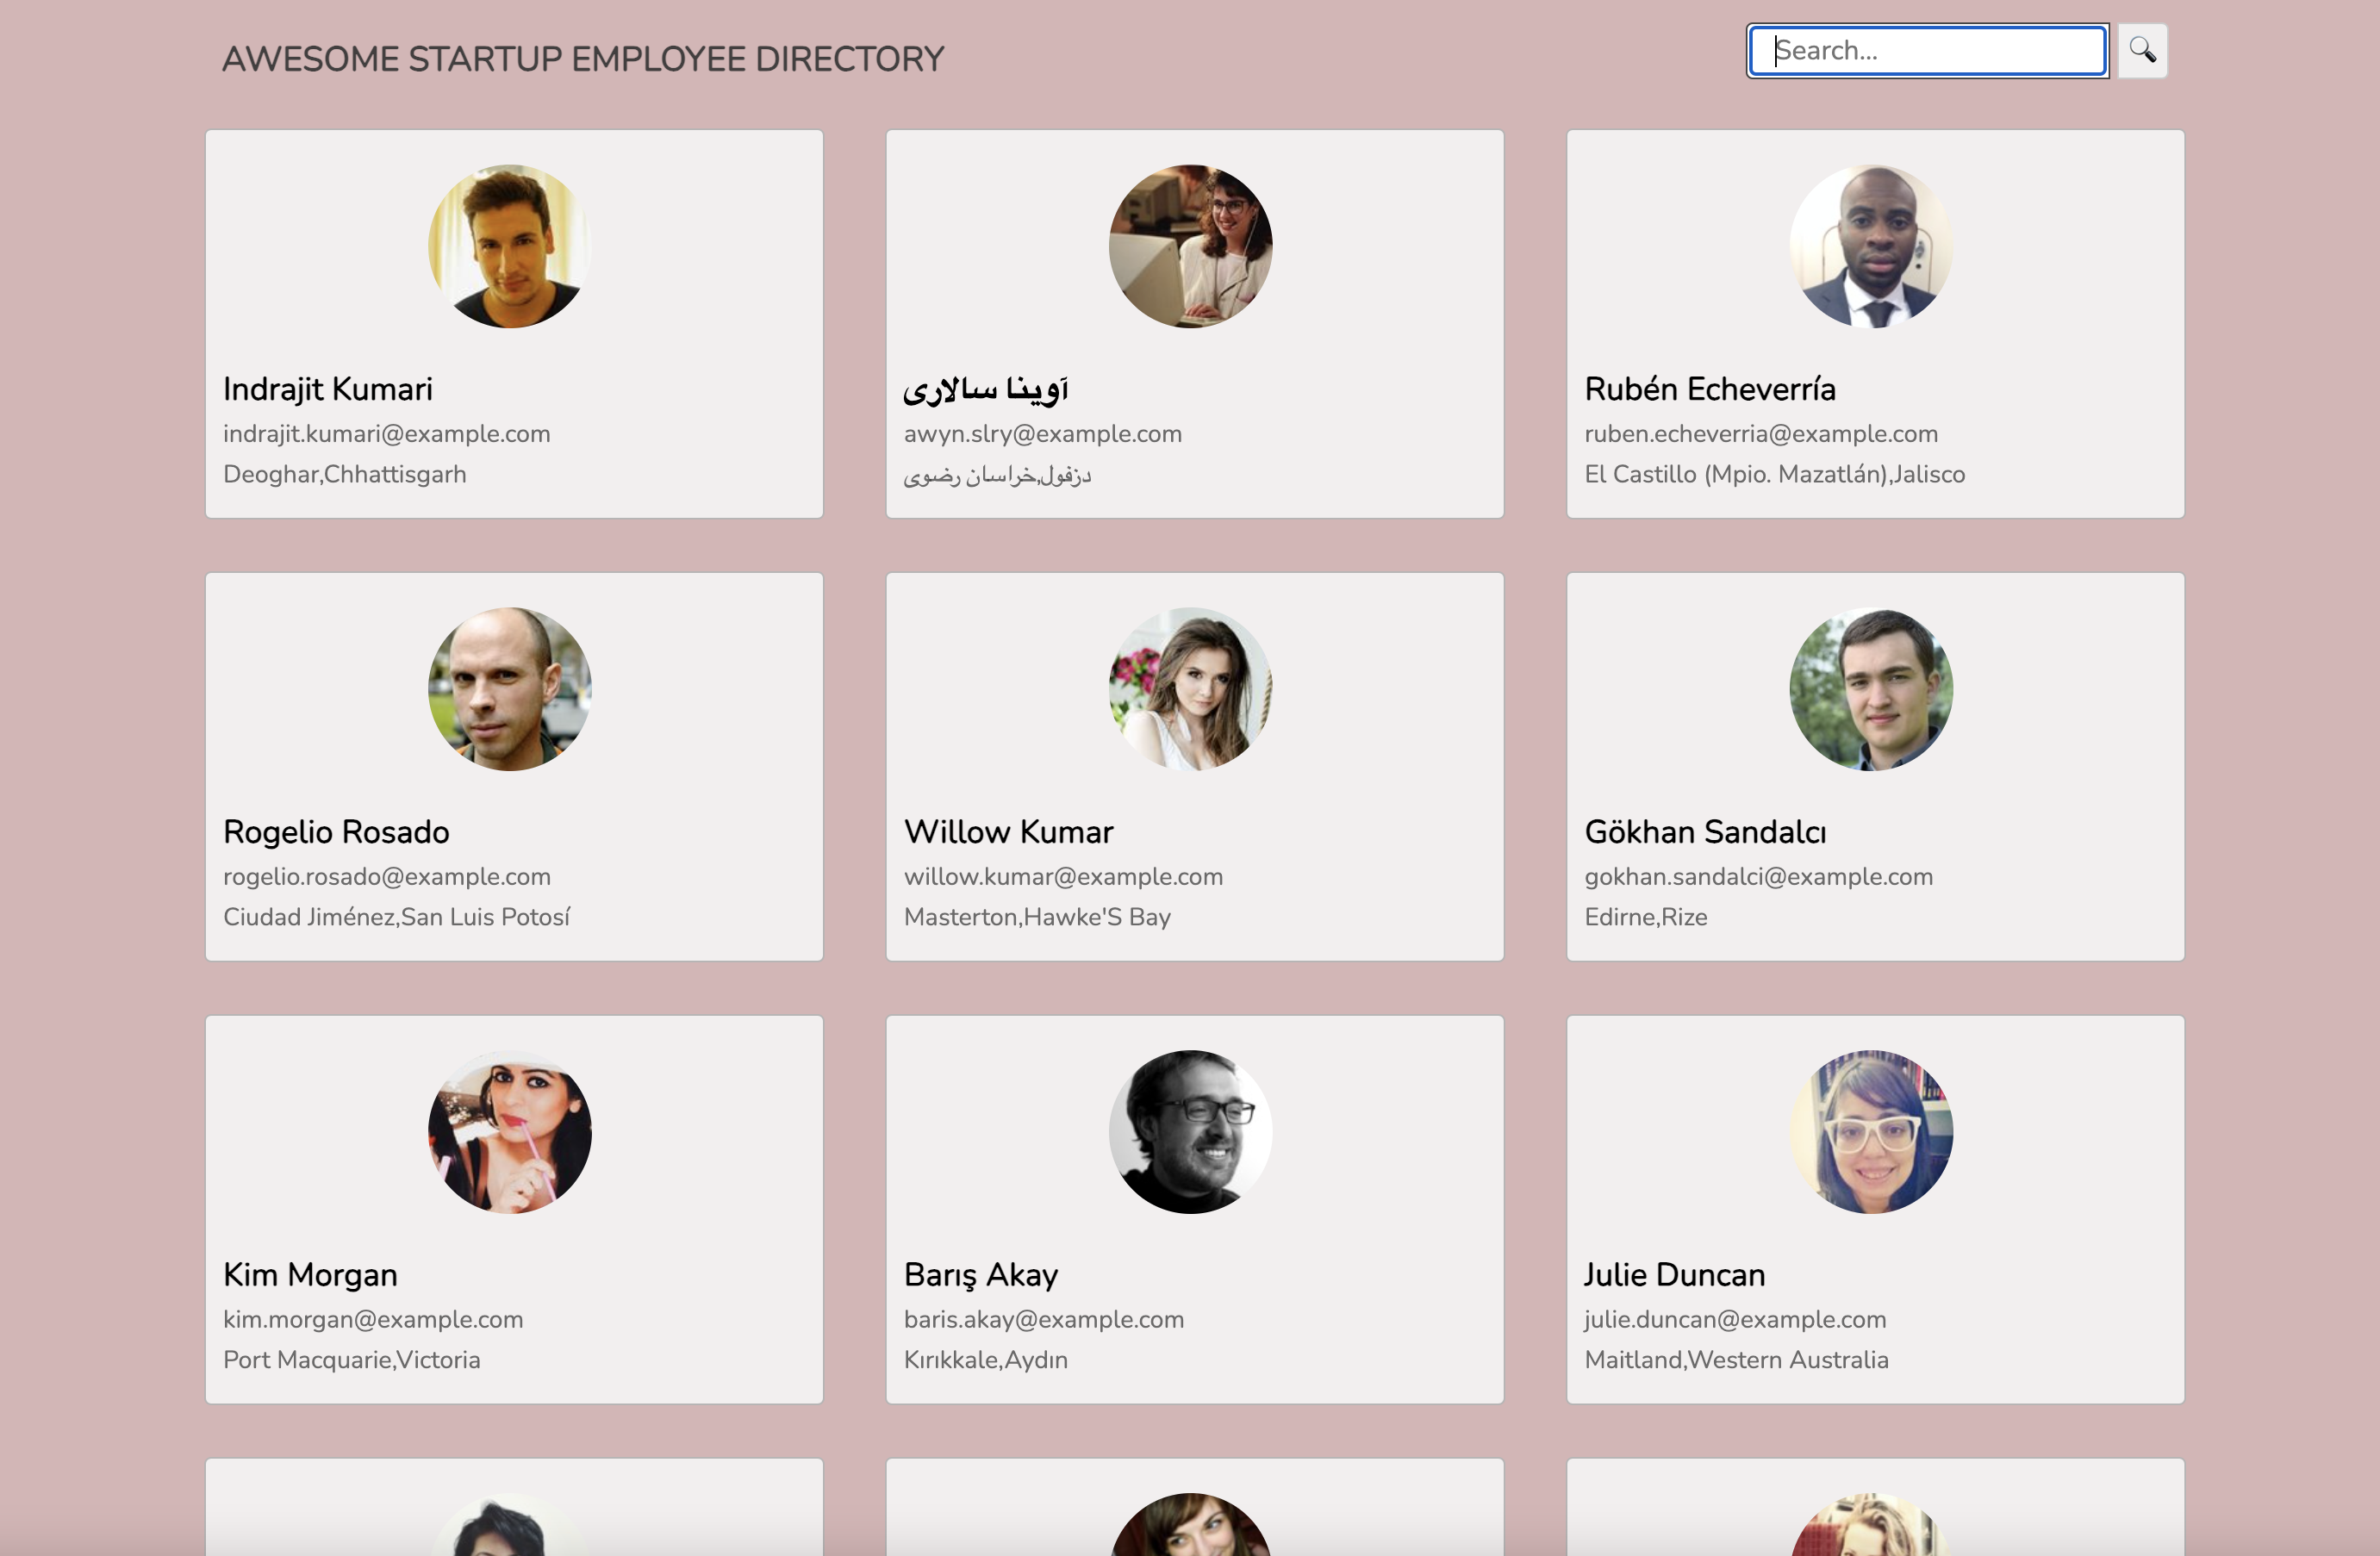 AWESOME STARTUP EMPLOYEE DIRECTORY
Search...
Indrajit Kumari
indrajit.kumari@example.com
Deoghar,Chhattisgarh
آوینا سالاری
awyn.slry@example.com
دزفول,خراسان رضوی
Rubén Echeverría
ruben.echeverria@example.com
El Castillo (Mpio. Mazatlán),Jalisco
Rogelio Rosado
rogelio.rosado@example.com
Ciudad Jiménez,San Luis Potosí
Willow Kumar
willow.kumar@example.com
Masterton,Hawke'S Bay
Gökhan Sandalcı
gokhan.sandalci@example.com
Edirne,Rize
Kim Morgan
kim.morgan@example.com
Port Macquarie,Victoria
Barış Akay
baris.akay@example.com
Kırıkkale,Aydın
Julie Duncan
julie.duncan@example.com
Maitland,Western Australia